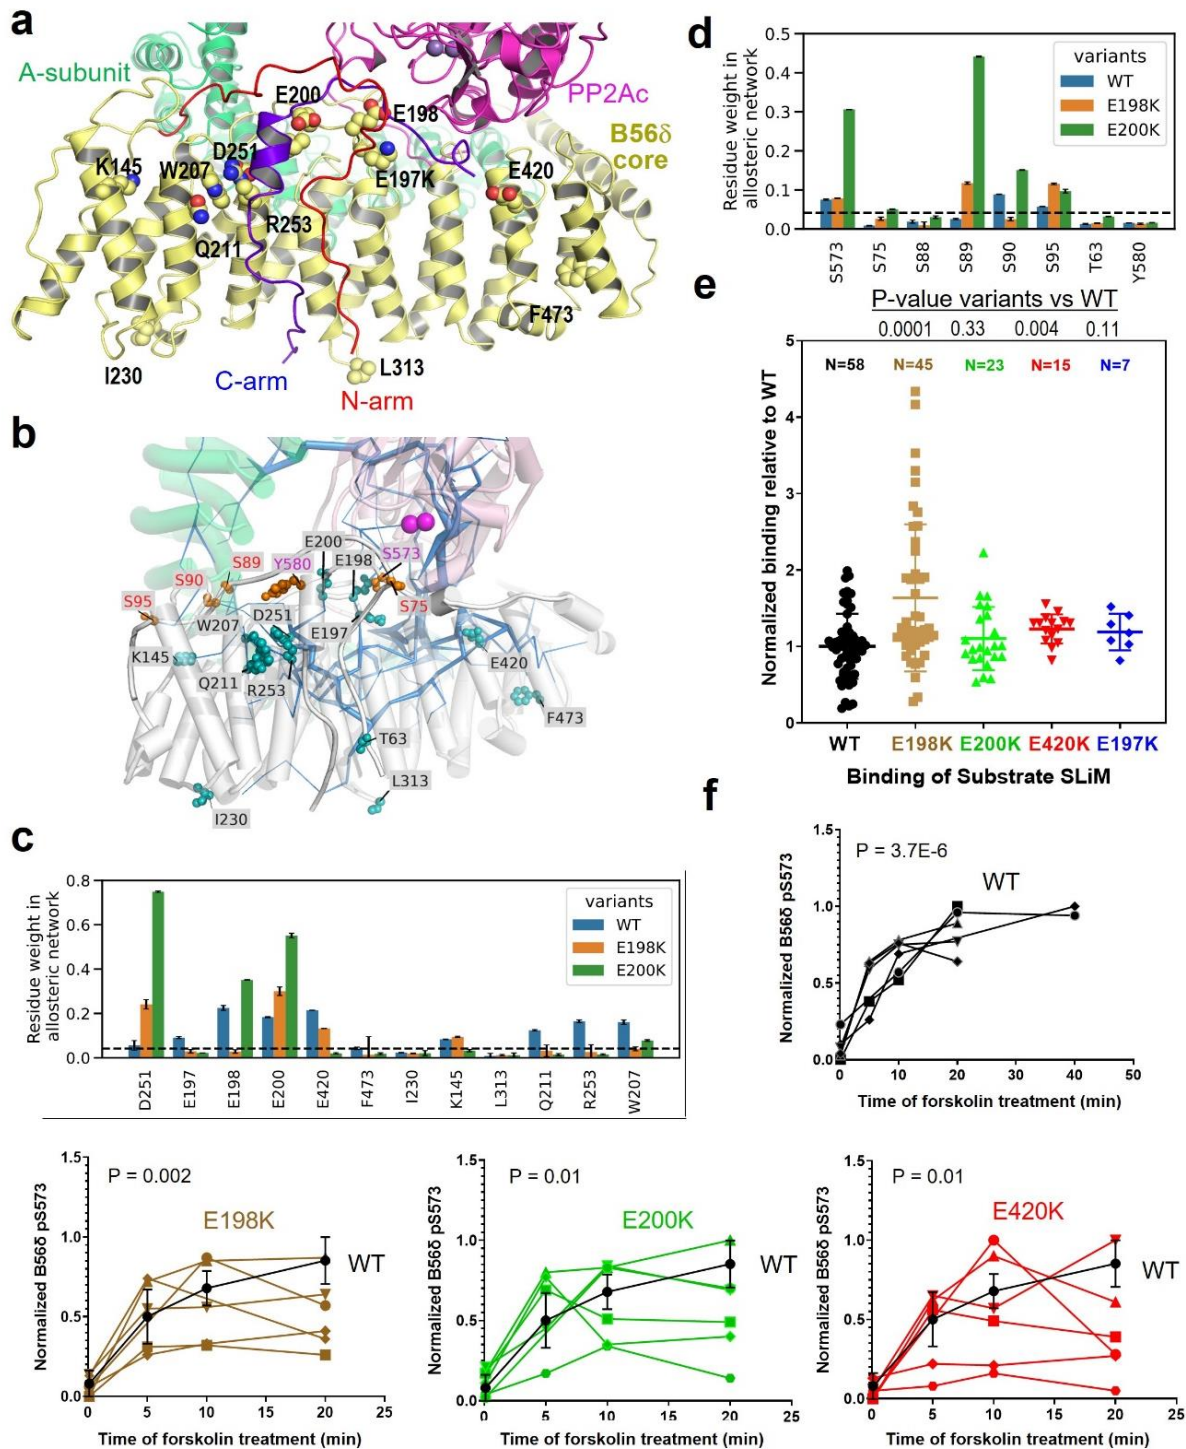 a
A-subunit
E200
E198
PP2Ac
B56δ
core
K145
W207
D251
E197K
E420
R253
Q211
F473
I230
L313
C-arm
N-arm
b
E200
S573
S89
Y580
E198
S90
S95
S75
W207
D251
E197
K145
E420
Q211
R253
F473
T63
L313
I230
c
Residue weight in
allosteric network
0.8
0.6
0.4
0.2
0.0
variants
WT
E198K
E200K
D251
E197
E198
E200
E420
F473
I230
K145
L313
Q211
R253
W207
d
Residue weight in
allosteric network
0.5
0.4
0.3
0.2
0.1
0.0
variants
WT
E198K
E200K
S573
S75
S88
S89
S90
S95
T63
Y580
e
P-value variants vs WT
0.0001 0.33 0.004 0.11
Normalized binding relative to WT
5
4
3
2
1
0
N=58 N=45 N=23 N=15 N=7
WT E198K E200K E420K E197K
Binding of Substrate SLiM
f
Normalized B56δ pS573
1.5
1.0
0.5
0.0
P = 3.7E-6
WT
0 10 20 30 40 50
Time of forskolin treatment (min)
Normalized B56δ pS573
1.5
1.0
0.5
0.0
P = 0.002
E198K
WT
0 5 10 15 20 25
Time of forskolin treatment (min)
Normalized B56δ pS573
1.5
1.0
0.5
0.0
P = 0.01
E200K
WT
0 5 10 15 20 25
Time of forskolin treatment (min)
Normalized B56δ pS573
1.5
1.0
0.5
0.0
P = 0.01
E420K
WT
0 5 10 15 20 25
Time of forskolin treatment (min)